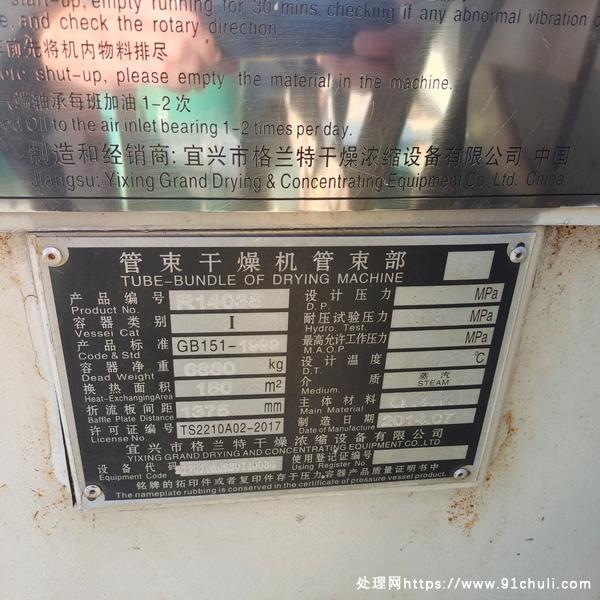 start-up, empty running for 30 mins, checking if any abnormal vibration
and check the rotary direction.
前先将机内物料排尽
shut-up, please empty the material in the machine.
轴承每班加油 1-2 次
Oil to the air inlet bearing 1-2 times per day.
制造和经销商: 宜兴市格兰特干燥浓缩设备有限公司 中国
Jiangsu: Yixing Grand Drying & Concentrating Equipment Co., Ltd. China
管束干燥机管束部
TUBE-BUNDLE OF DRYING MACHINE
产品编号
Product No.
容器类别 I
Vessel Cat
产品标准 GB151-1999
Code & Std
容器净重 kg
Dead Weight
换热面积 m²
Heat-ExchangingArea
折流板间距 1375 mm
Baffle Plate Distance
许可证编号 TS2210A02-2017
License No.
设计压力 MPa
D.P.
耐压试验压力 MPa
Hydro. Test.
最高允许工作压力 MPa
M.A.O.P.
设计温度 ℃
D.T.
介质 蒸汽
Medium. STEAM
主体材料
Main Material
制造日期
Date of Manufacture
宜兴市格兰特干燥浓缩设备有限公司
YIXING GRAND DRYING AND CONCENTRATING EQUIPMENT CO.,LTD
设备代码
Equipment Code
使用登记证编号
Using Register No.
铭牌的拓印件或者复印件存于压力容器产品质量证明书中
The nameplate rubbing is conserved in the certificate of pressure vessel product.
处理网https://www.91chuli.com/